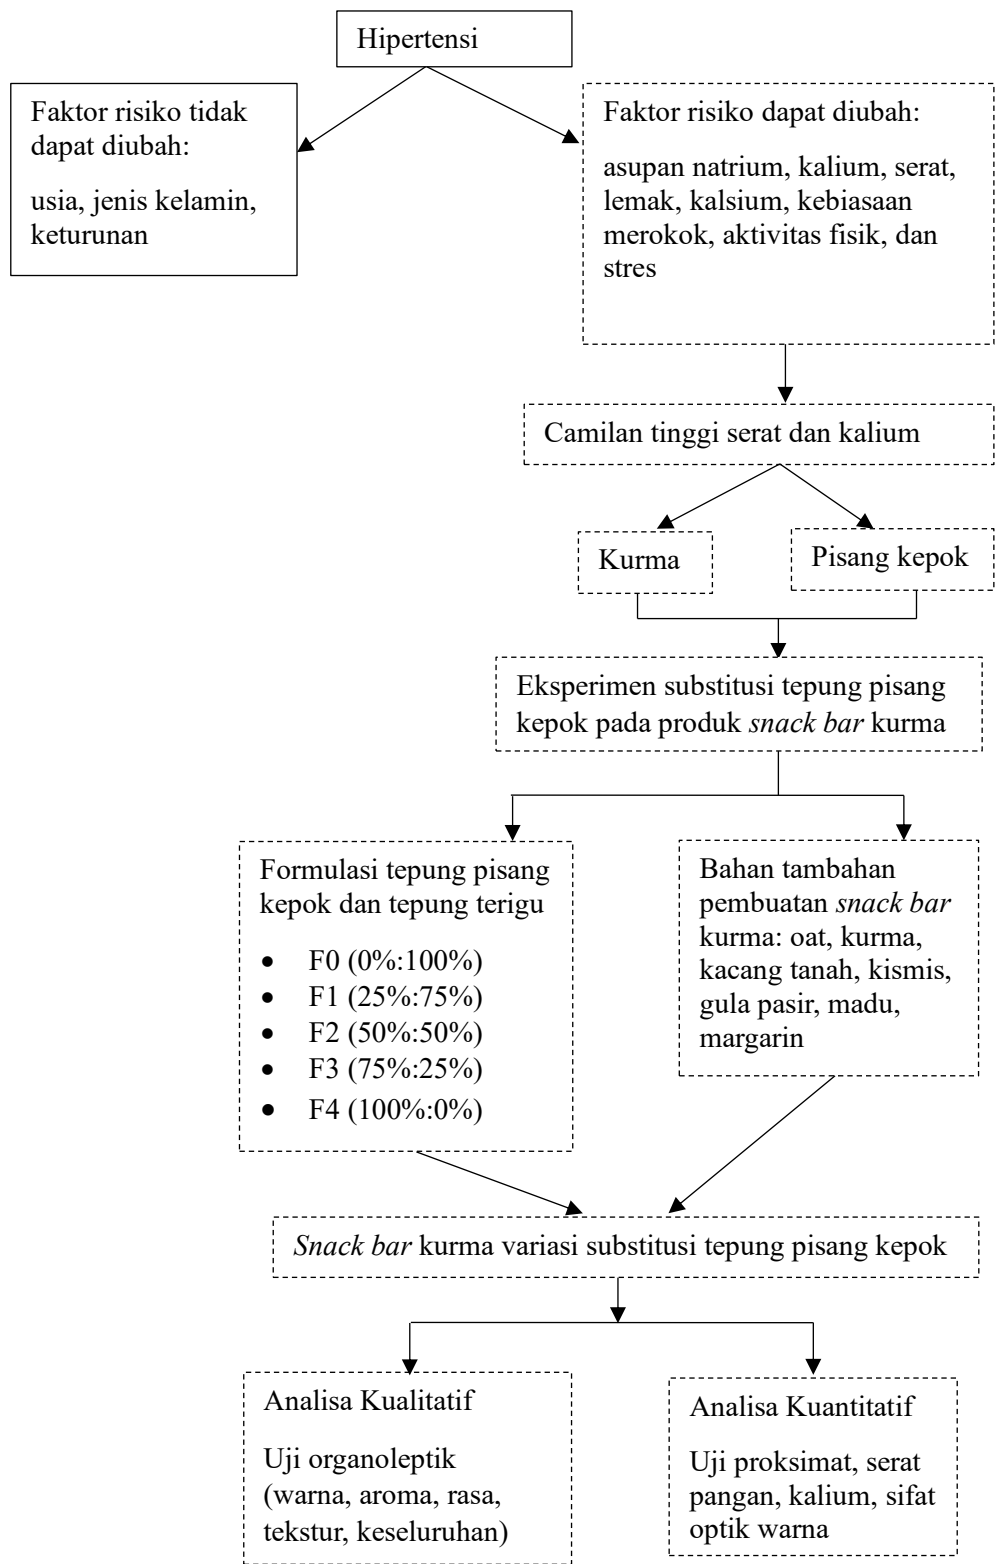 Hipertensi
Faktor risiko tidak
dapat diubah:
usia, jenis kelamin,
keturunan
Faktor risiko dapat diubah:
asupan natrium, kalium, serat,
lemak, kalsium, kebiasaan
merokok, aktivitas fisik, dan
stres
Camilan tinggi serat dan kalium
Kurma
Pisang kepok
Eksperimen substitusi tepung pisang
kepok pada produk snack bar kurma
Formulasi tepung pisang
kepok dan tepung terigu
• F0 (0%:100%)
• F1 (25%:75%)
• F2 (50%:50%)
• F3 (75%:25%)
• F4 (100%:0%)
Bahan tambahan
pembuatan snack bar
kurma: oat, kurma,
kacang tanah, kismis,
gula pasir, madu,
margarin
Snack bar kurma variasi substitusi tepung pisang kepok
Analisa Kualitatif
Uji organoleptik
(warna, aroma, rasa,
tekstur, keseluruhan)
Analisa Kuantitatif
Uji proksimat, serat
pangan, kalium, sifat
optik warna